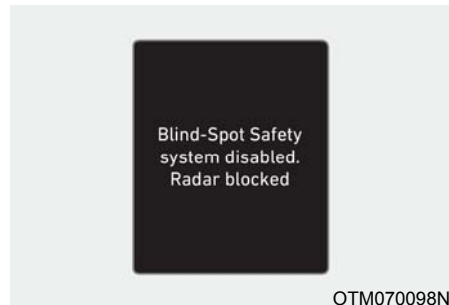 Blind-Spot Safety
system disabled.
Radar blocked
OTM070098N